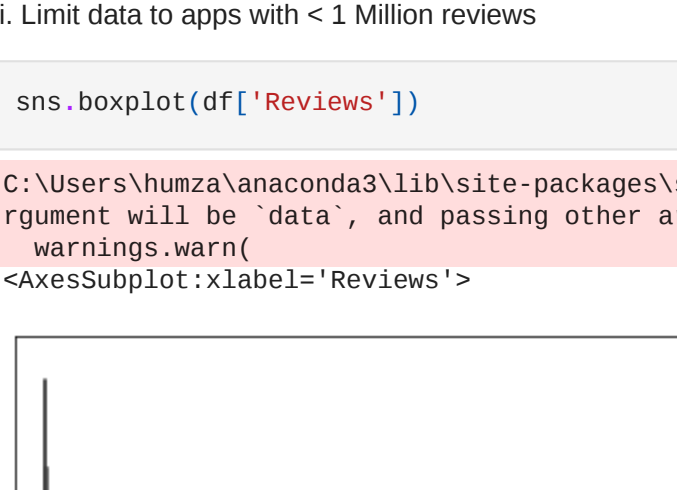 i. Limit data to apps with < 1 Million reviews
sns.boxplot(df['Reviews'])
C:\Users\humza\anaconda3\lib\site-packages\
rgument will be `data`, and passing other
warnings.warn(
<AxesSubplot:xlabel='Reviews'>